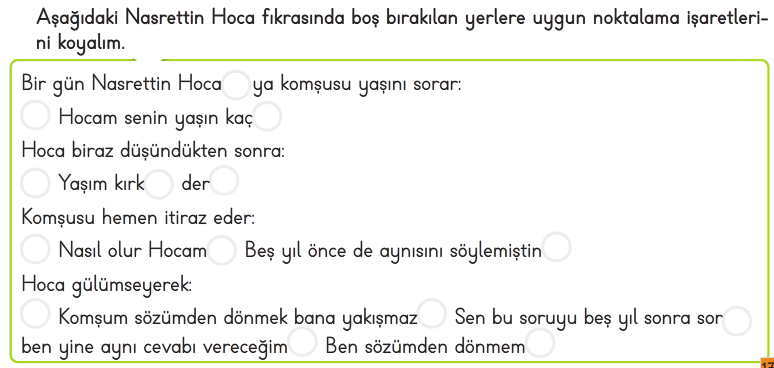 Aşağıdaki Nasrettin Hoca fıkrasında boş bırakılan yerlere uygun noktalama işaretleri-
ni koyalım.
Bir gün Nasrettin Hoca ya komşusu yaşını sorar:
Hocam senin yaşın kaç
Hoca biraz düşündükten sonra:
Yaşım kırk der
Komşusu hemen itiraz eder:
Nasıl olur Hocam Beş yıl önce de aynısını söylemiştin
Hoca gülümseyerek:
Komşum sözümden dönmek bana yakışmaz Sen bu soruyu beş yıl sonra sor
ben yine aynı cevabı vereceğim Ben sözümden dönmem
17